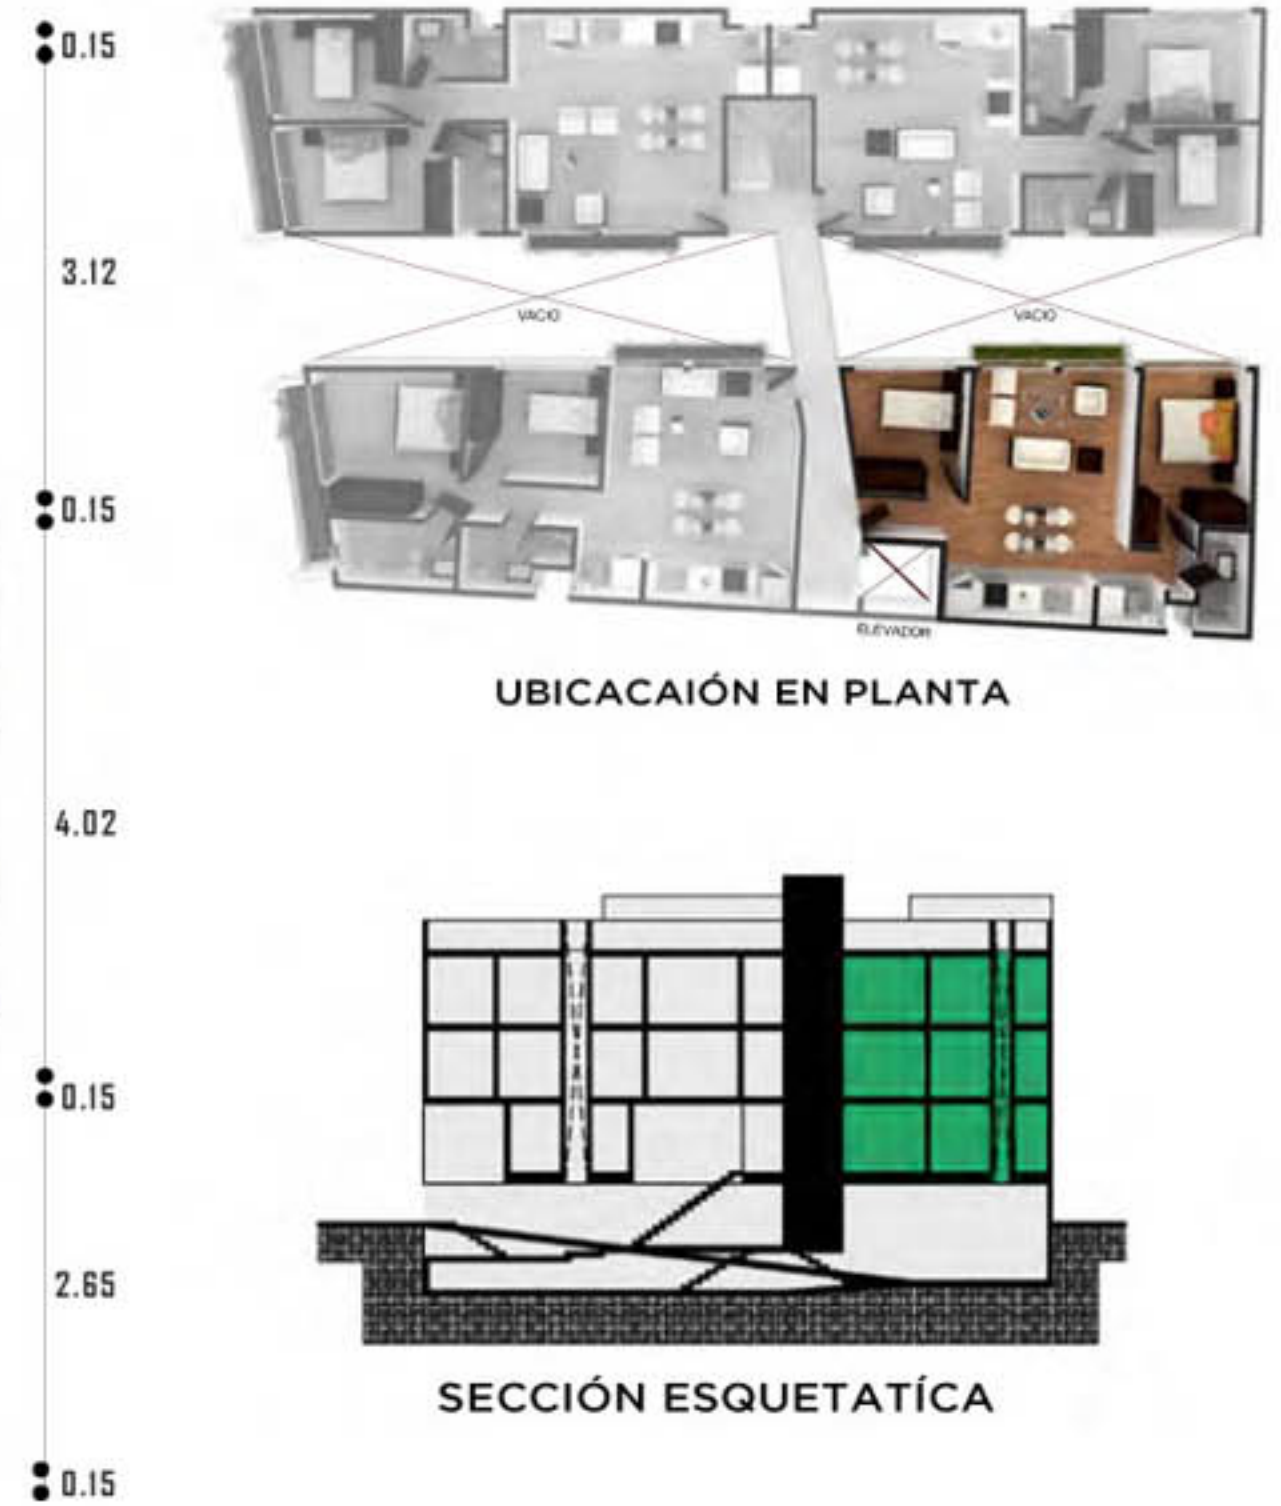 0.15
3.12
VACIO
VACIO
0.15
ELEVADOR
UBICACAIÓN EN PLANTA
4.02
0.15
2.65
SECCIÓN ESQUETATÍCA
0.15